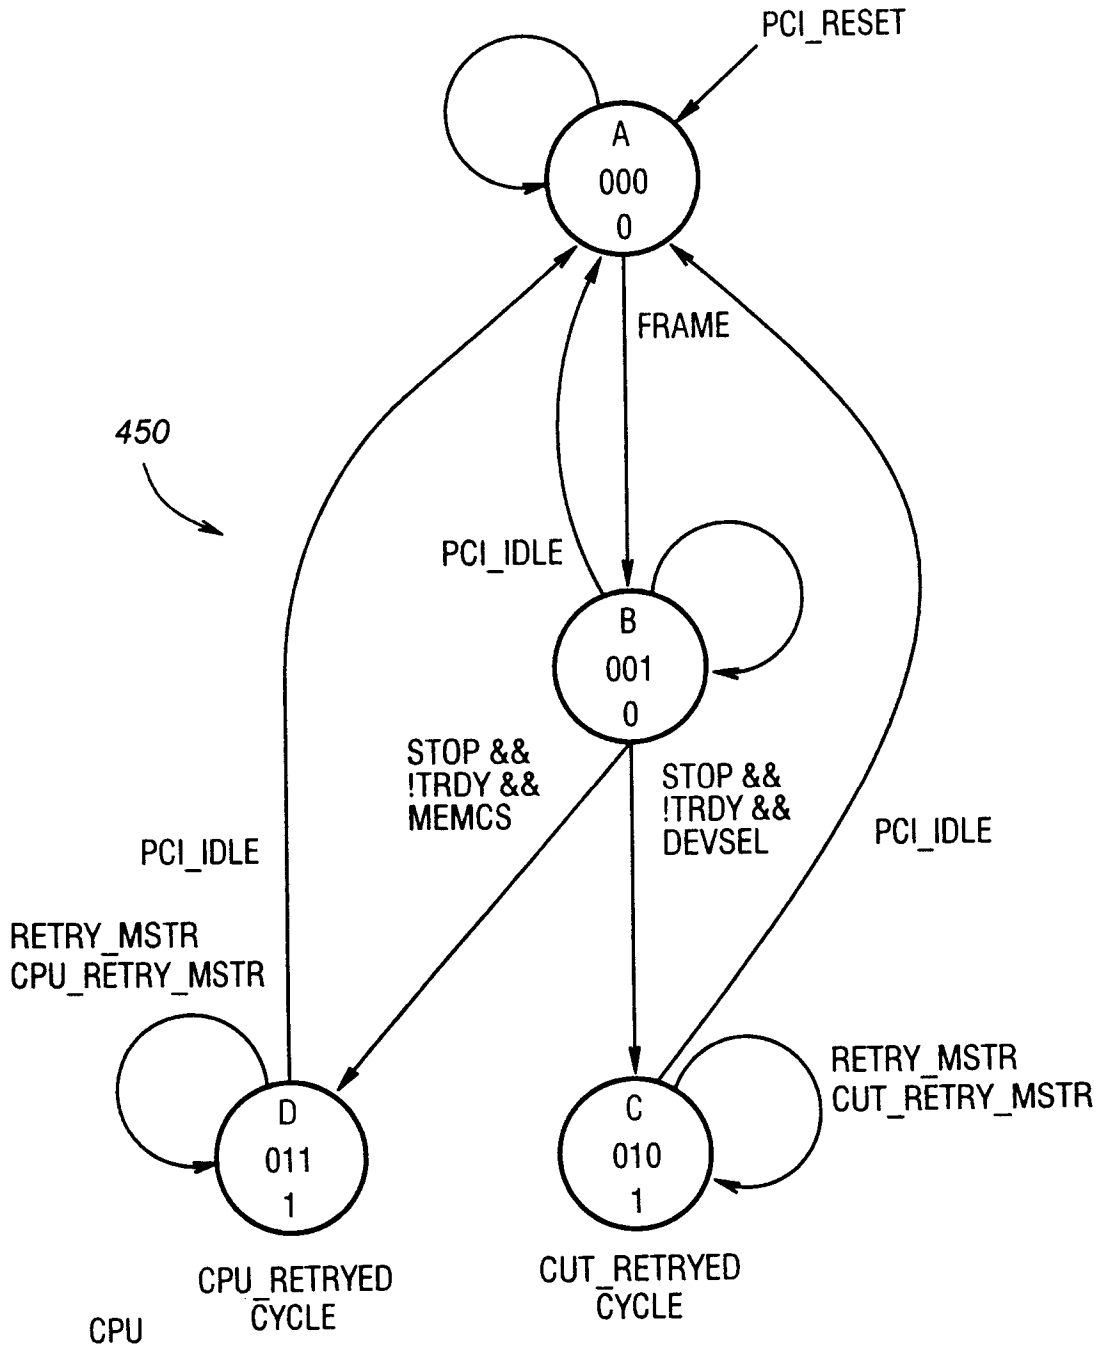 PCI_RESET
A
000
0
FRAME
450
PCI_IDLE
B
001
0
STOP &&
!TRDY &&
MEMCS
STOP &&
!TRDY &&
DEVSEL
PCI_IDLE
PCI_IDLE
RETRY_MSTR
CPU_RETRY_MSTR
RETRY_MSTR
CUT_RETRY_MSTR
D
011
1
C
010
1
CPU_RETRYED
CYCLE
CUT_RETRYED
CYCLE
CPU